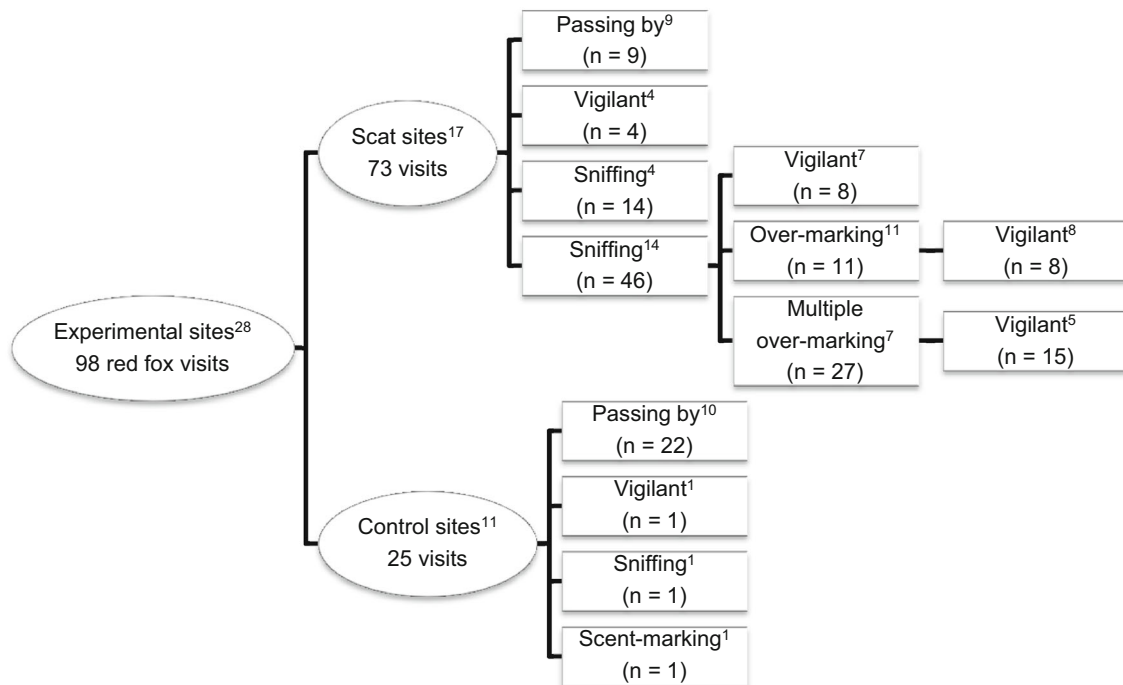 Experimental sites²⁸
98 red fox visits
Scat sites¹⁷
73 visits
Passing by⁹
(n = 9)
Vigilant⁴
(n = 4)
Sniffing⁴
(n = 14)
Sniffing¹⁴
(n = 46)
Vigilant⁷
(n = 8)
Over-marking¹¹
(n = 11)
Vigilant⁸
(n = 8)
Multiple
over-marking⁷
(n = 27)
Vigilant⁵
(n = 15)
Control sites¹¹
25 visits
Passing by¹⁰
(n = 22)
Vigilant¹
(n = 1)
Sniffing¹
(n = 1)
Scent-marking¹
(n = 1)